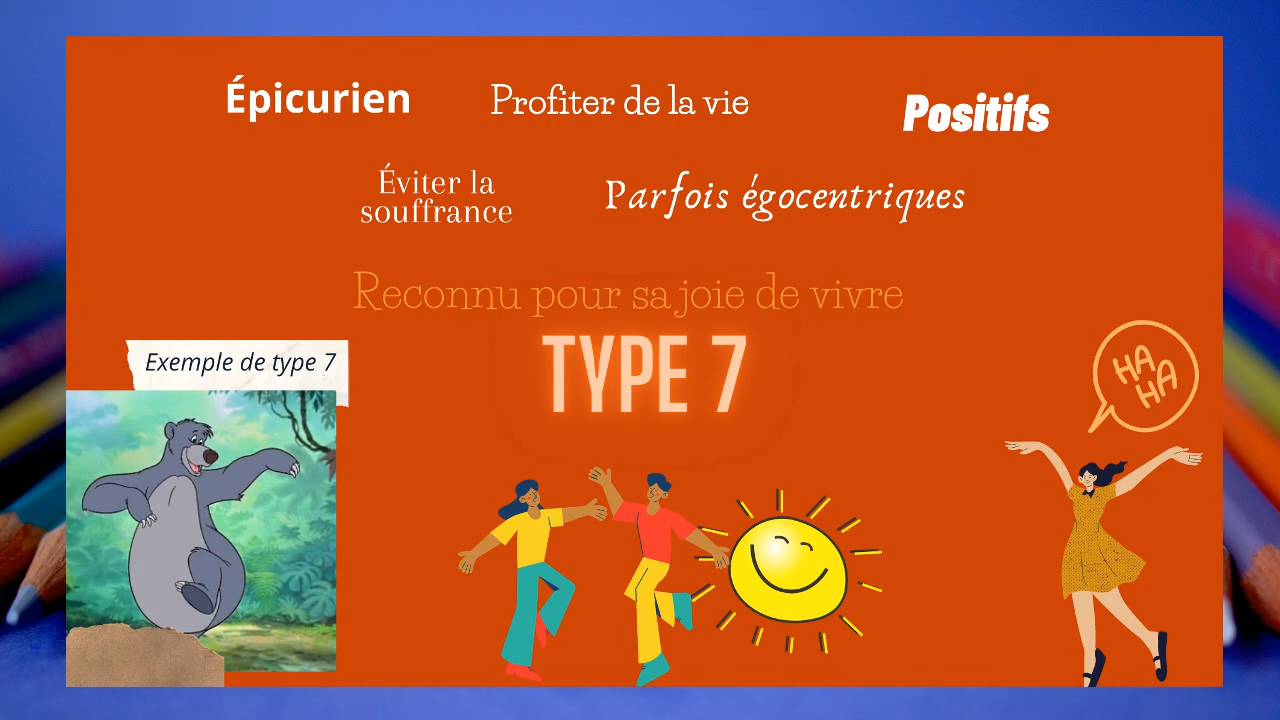 Épicurien
Profiter de la vie
Positifs
Éviter la
souffrance
Parfois égocentriques
Reconnu pour sa joie de vivre
TYPE 7
Exemple de type 7
HA
HA